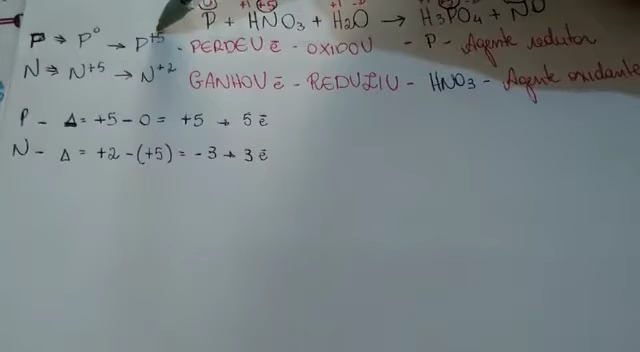 P + HNO₃ + H₂O → H₃PO₄ + NO
P ⇒ P⁰ → P⁺⁵ - PERDEU ē - OXIDOU - P - Agente redutor
N ⇒ N⁺⁵ → N⁺² GANHOU ē - REDUZIU - HNO₃ - Agente oxidante
P - Δ = +5 - 0 = +5 → 5 ē
N - Δ = +2 - (+5) = -3 → 3 ē